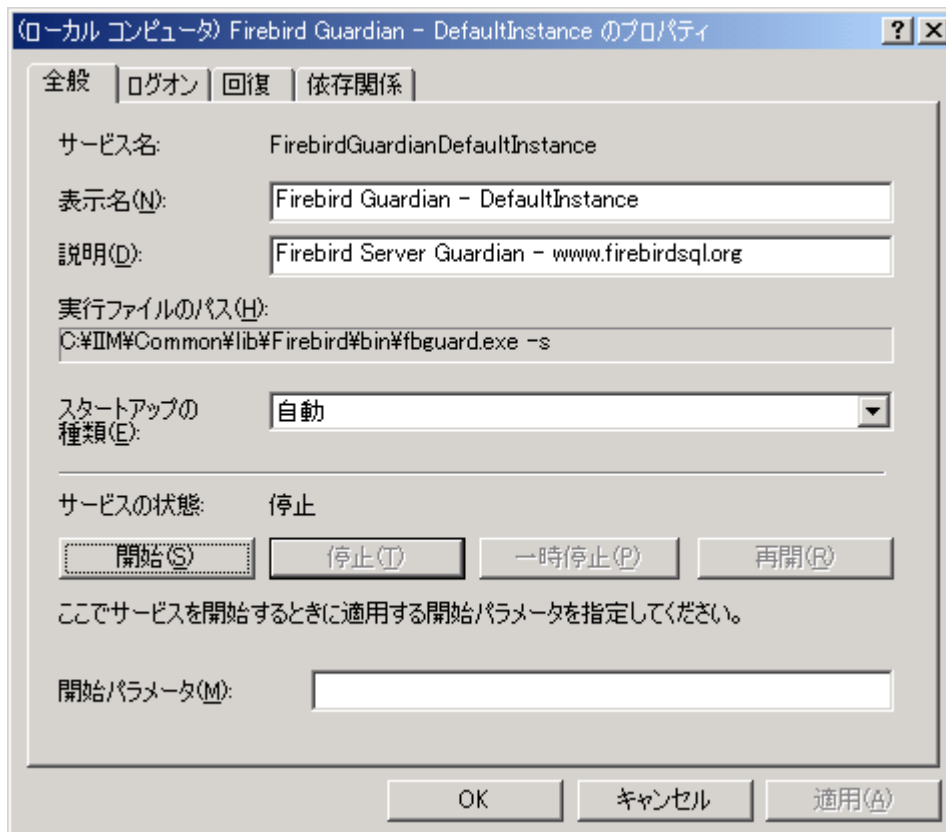 (ローカル コンピュータ) Firebird Guardian - DefaultInstance のプロパティ
全般 ログオン 回復 依存関係
サービス名: FirebirdGuardianDefaultInstance
表示名(N): Firebird Guardian - DefaultInstance
説明(D): Firebird Server Guardian - www.firebirdsql.org
実行ファイルのパス(H):
C:¥IIM¥Common¥lib¥Firebird¥bin¥fbguard.exe -s
スタートアップの
種類(E): 自動
サービスの状態: 停止
開始(S) 停止(T) 一時停止(P) 再開(R)
ここでサービスを開始するときに適用する開始パラメータを指定してください。
開始パラメータ(M):
OK キャンセル 適用(A)